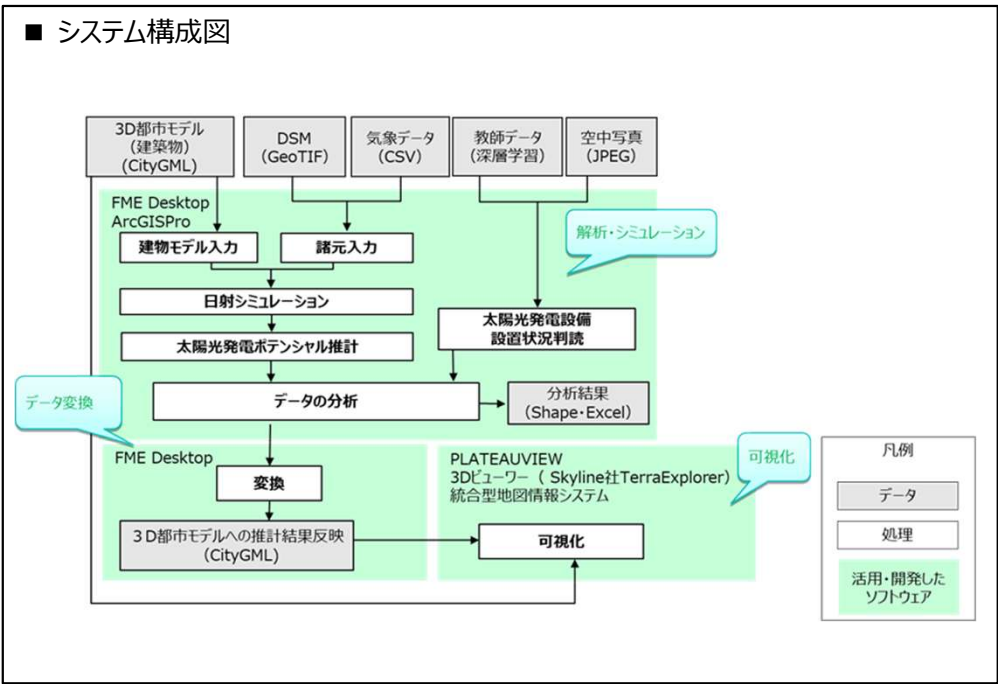 ■ システム構成図
3D都市モデル
(建築物)
(CityGML)
DSM
(GeoTIF)
気象データ
(CSV)
教師データ
(深層学習)
空中写真
(JPEG)
FME Desktop
ArcGISPro
建物モデル入力
諸元入力
解析・シミュレーション
日射シミュレーション
太陽光発電設備
設置状況判読
太陽光発電ポテンシャル推計
データ変換
データの分析
分析結果
(Shape・Excel)
FME Desktop
変換
3D都市モデルへの推計結果反映
(CityGML)
PLATEAUVIEW
3Dビューワー ( Skyline社TerraExplorer)
統合型地図情報システム
可視化
可視化
凡例
データ
処理
活用・開発した
ソフトウェア